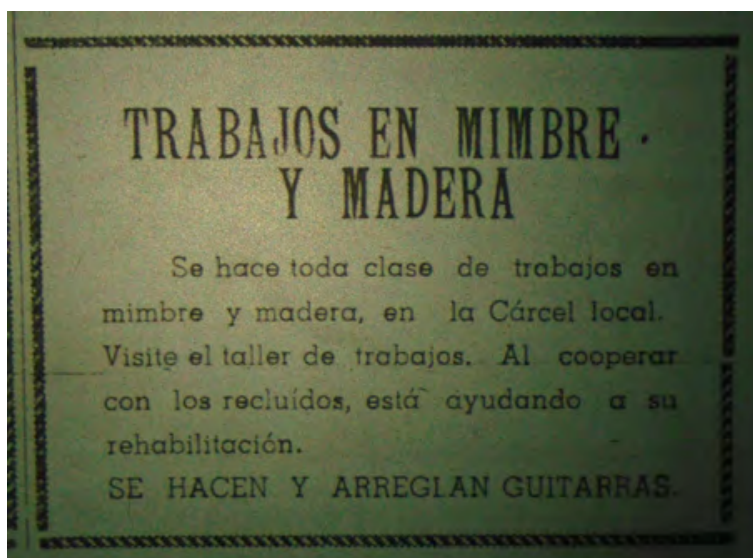 TRABAJOS EN MIMBRE
Y MADERA
Se hace toda clase de trabajos en
mimbre y madera, en la Cárcel local.
Visite el taller de trabajos. Al cooperar
con los recluídos, está ayudando a su
rehabilitación.
SE HACEN Y ARREGLAN GUITARRAS.